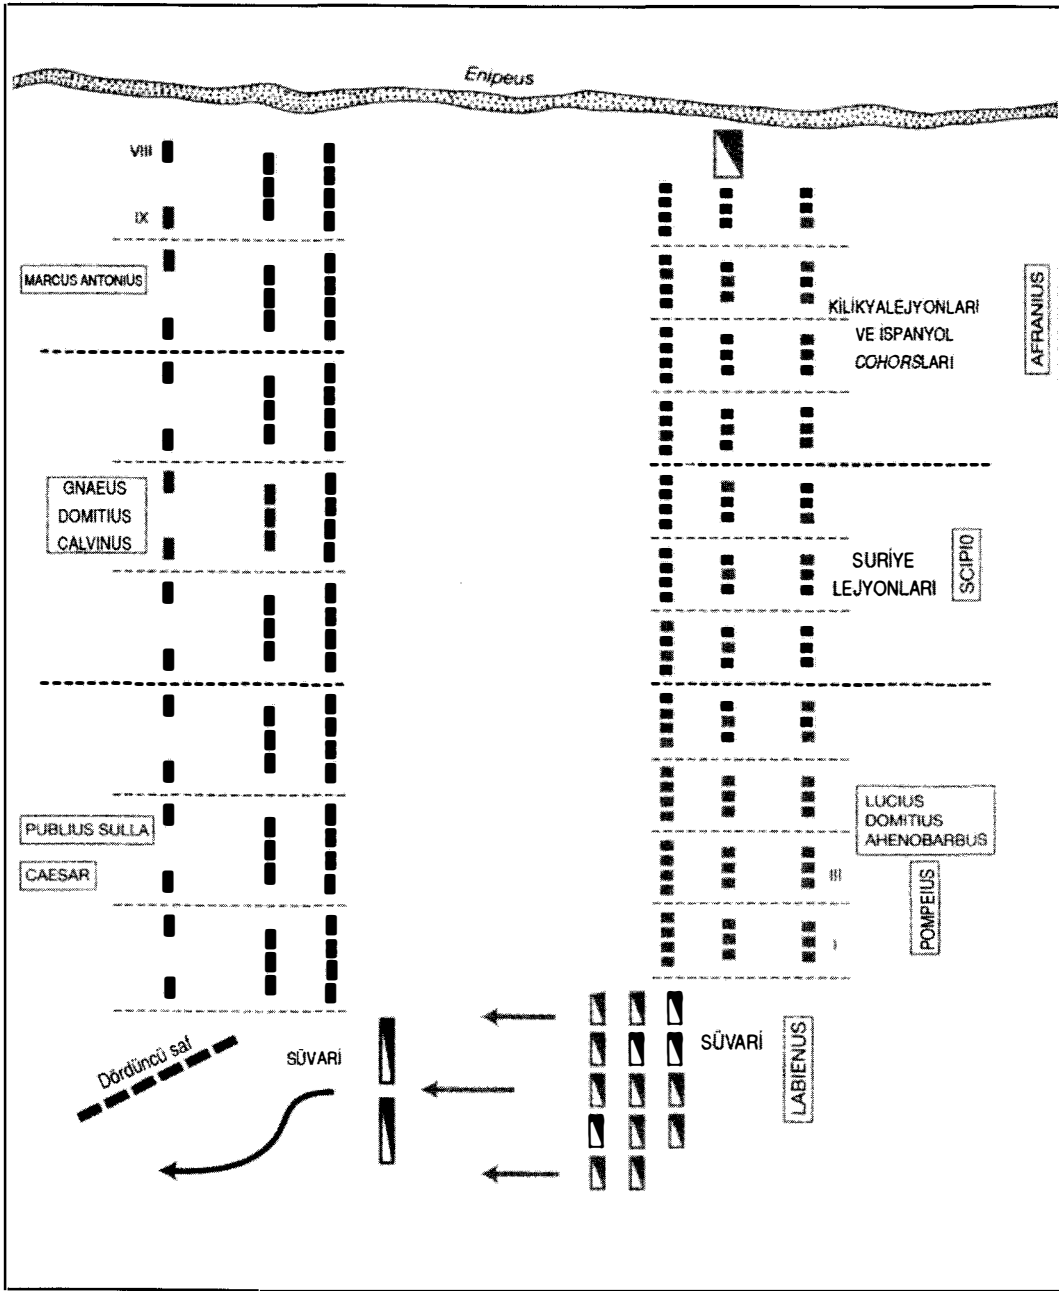 Enipeus
VIII
IX
MARCUS ANTONIUS
GNAEUS
DOMITIUS
CALVINUS
PUBLIUS SULLA
CAESAR
Dördüncü saf
SÜVARİ
KİLİKYALEJYONLARI
VE İSPANYOL
COHORSLARI
AFRANIUS
SURİYE
LEJYONLARI
SCIPIO
LUCIUS
DOMITIUS
AHENOBARBUS
III
POMPEIUS
I
SÜVARİ
LABIENUS